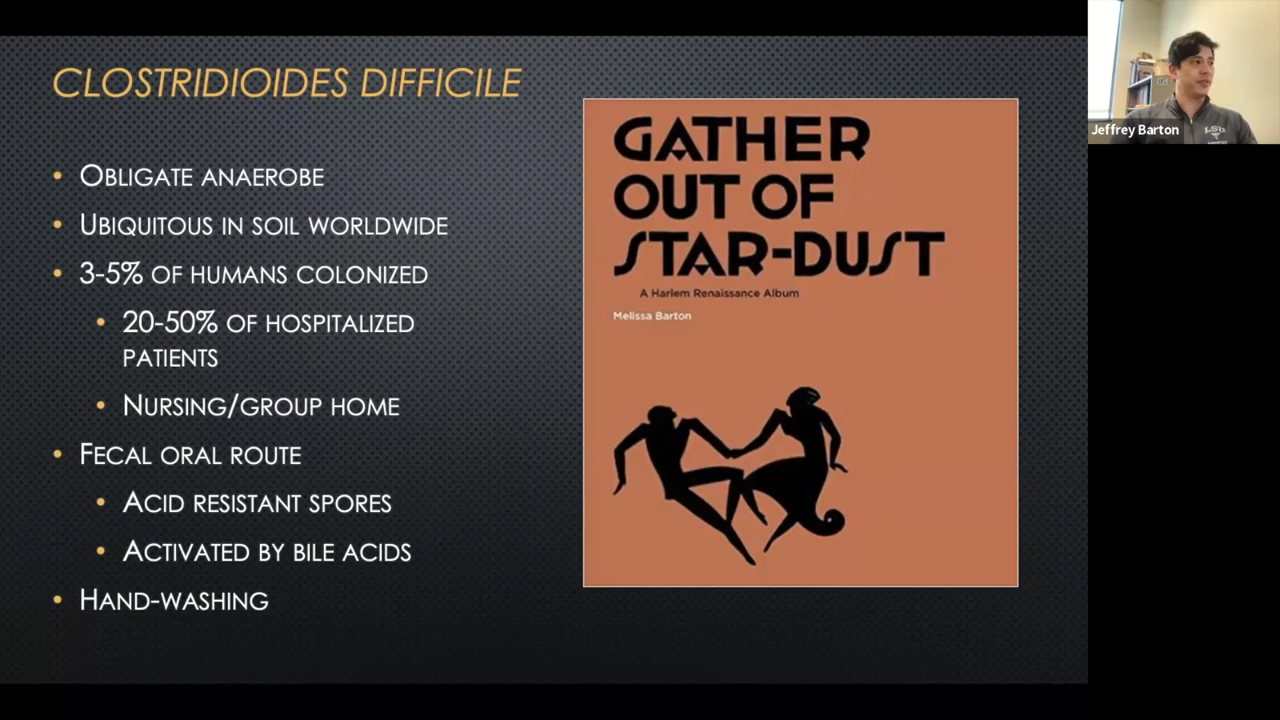 CLOSTRIDIOIDES DIFFICILE
• OBLIGATE ANAEROBE
• UBIQUITOUS IN SOIL WORLDWIDE
• 3-5% OF HUMANS COLONIZED
• 20-50% OF HOSPITALIZED
PATIENTS
• NURSING/GROUP HOME
• FECAL ORAL ROUTE
• ACID RESISTANT SPORES
• ACTIVATED BY BILE ACIDS
• HAND-WASHING
GATHER
OUT OF
STAR-DUST
A Harlem Renaissance Album
Melissa Barton
Jeffrey Barton
LSU